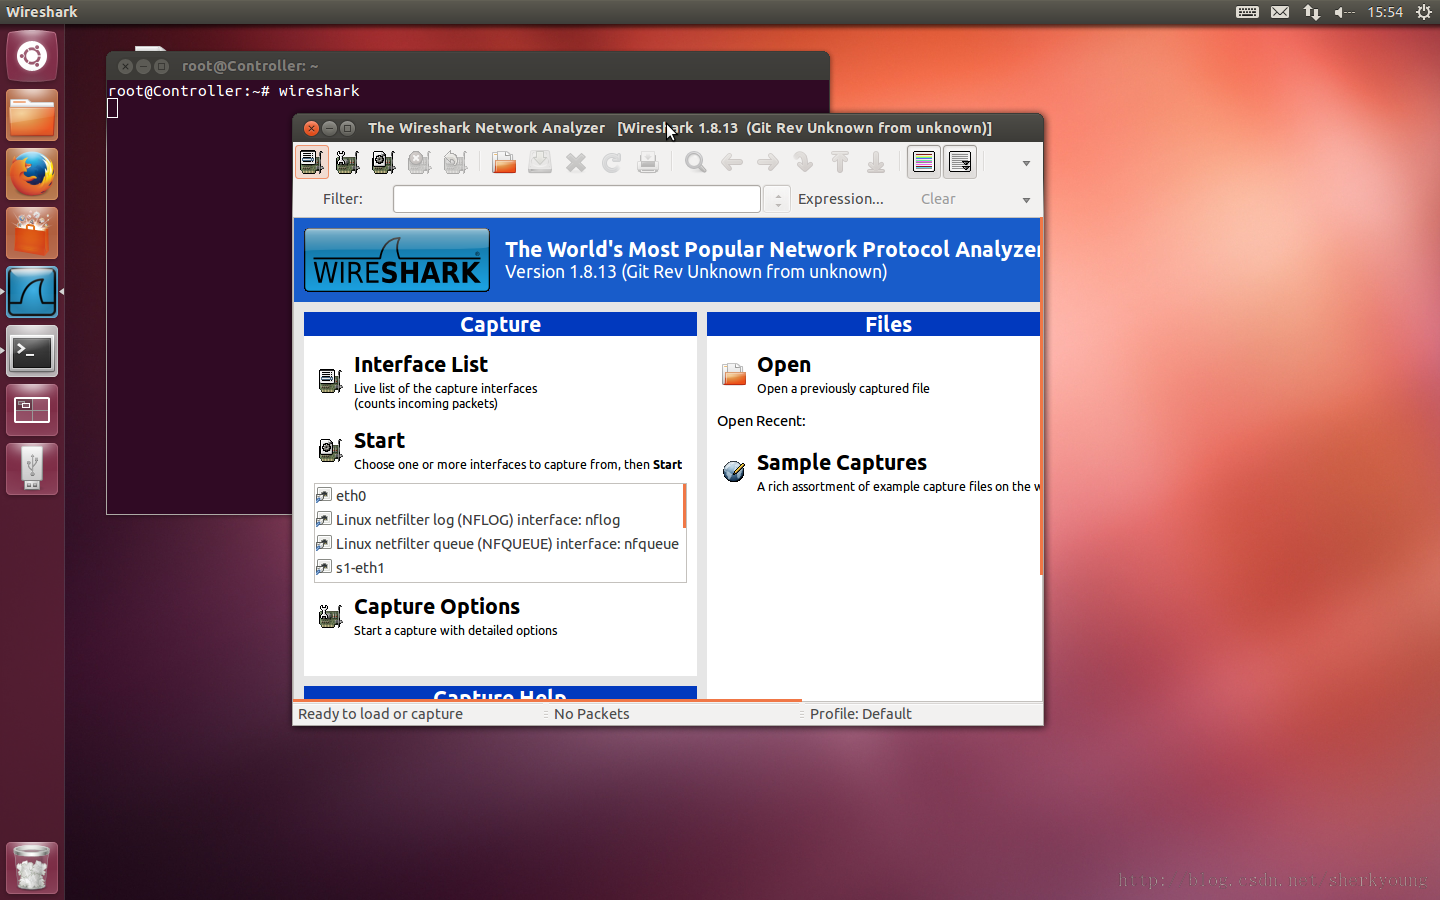 Wireshark
15:54
root@Controller: ~
root@Controller:~# wireshark
The Wireshark Network Analyzer [Wireshark 1.8.13 (Git Rev Unknown from unknown)]
Filter:
Expression...
Clear
WIRESHARK
The World's Most Popular Network Protocol Analyzer
Version 1.8.13 (Git Rev Unknown from unknown)
Capture
Interface List
Live list of the capture interfaces
(counts incoming packets)
Start
Choose one or more interfaces to capture from, then Start
eth0
Linux netfilter log (NFLOG) interface: nflog
Linux netfilter queue (NFQUEUE) interface: nfqueue
s1-eth1
Capture Options
Start a capture with detailed options
Capture Help
Files
Open
Open a previously captured file
Open Recent:
Sample Captures
A rich assortment of example capture files on the w
Ready to load or capture
No Packets
Profile: Default
http://blog.csdn.net/sherkyoung